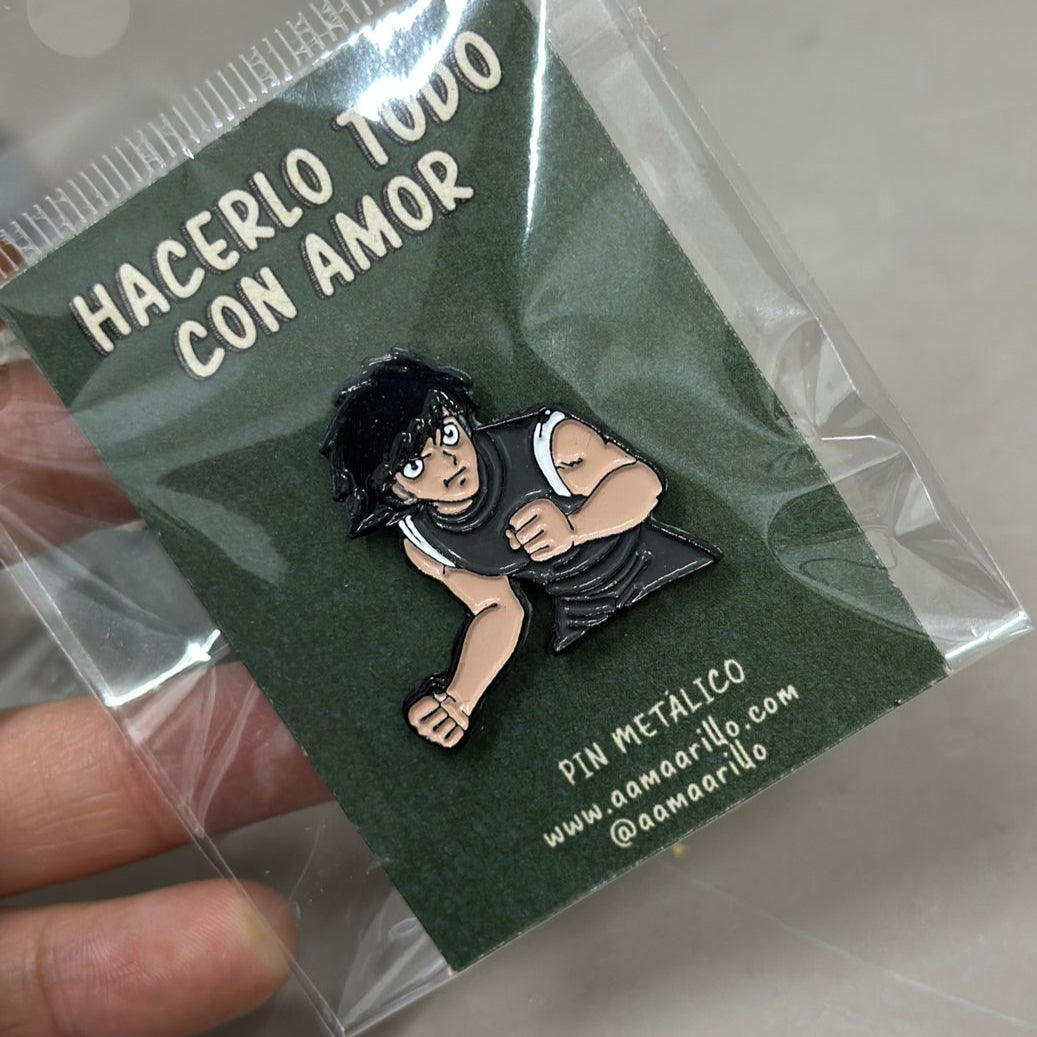 HACERLO TODO
CON AMOR
PIN METÁLICO
www.aamaarillo.com
@aamaarillo